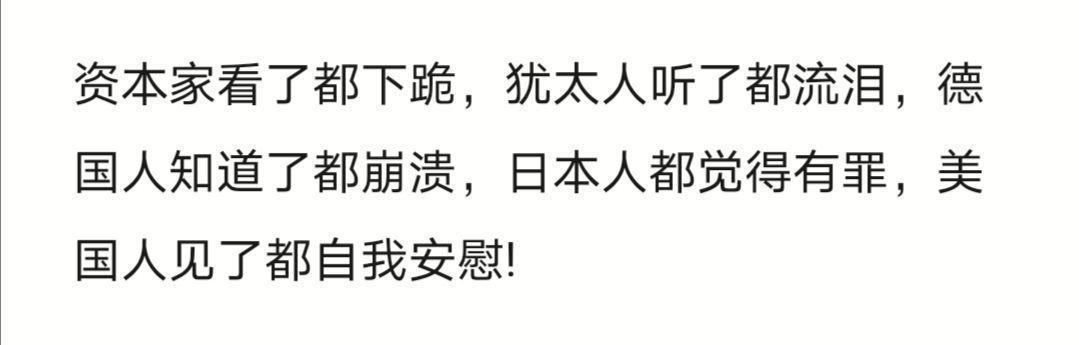 资本家看了都下跪，犹太人听了都流泪，德
国人知道了都崩溃，日本人都觉得有罪，美
国人见了都自我安慰!